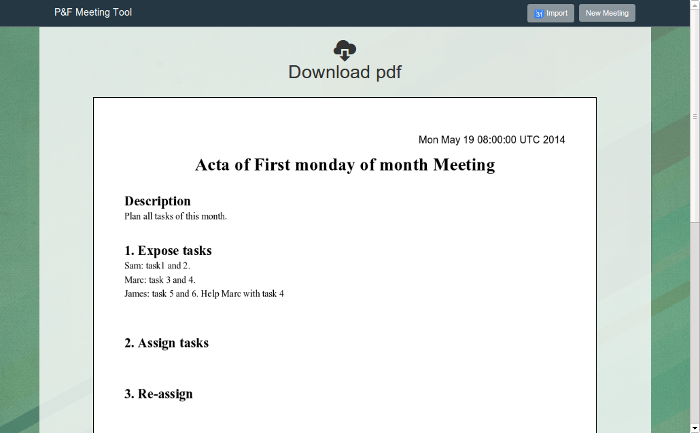 P&F Meeting Tool
31 Import
New Meeting
Download pdf
Mon May 19 08:00:00 UTC 2014
Acta of First monday of month Meeting
Description
Plan all tasks of this month.
1. Expose tasks
Sam: task1 and 2.
Marc: task 3 and 4.
James: task 5 and 6. Help Marc with task 4
2. Assign tasks
3. Re-assign